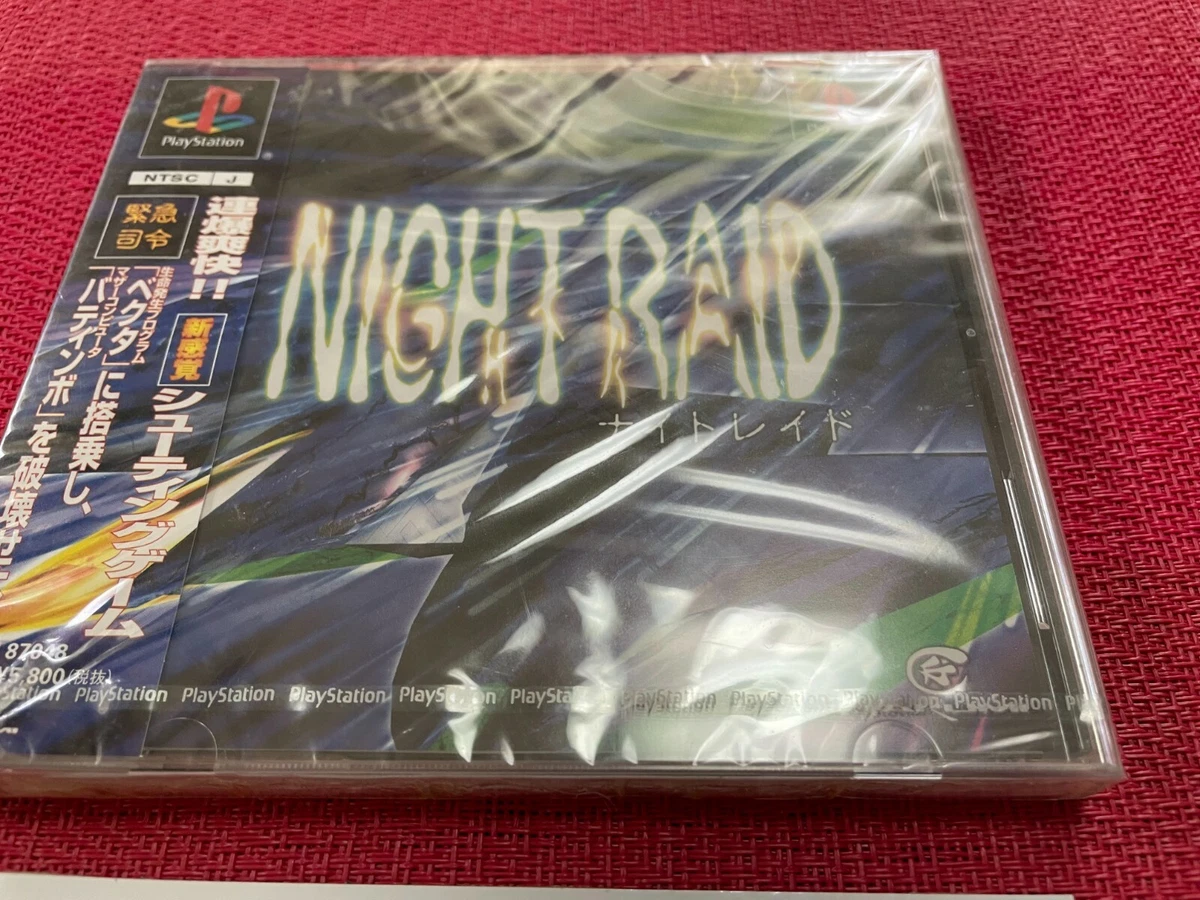 PlayStation
NTSC J
緊急
司令
連爆爽快!!
新感覚
シューティングゲーム
生命発生プログラム
「ベクタ」に搭乗し、
マザーコンピュータ
「バティンボ」を破壊せよ
NIGHT RAID
ナイトレイド
87048
¥5,800(税抜)
PlayStation PlayStation PlayStation PlayStation PlayStation PlayStation PlayStation PlayStation PlayStation